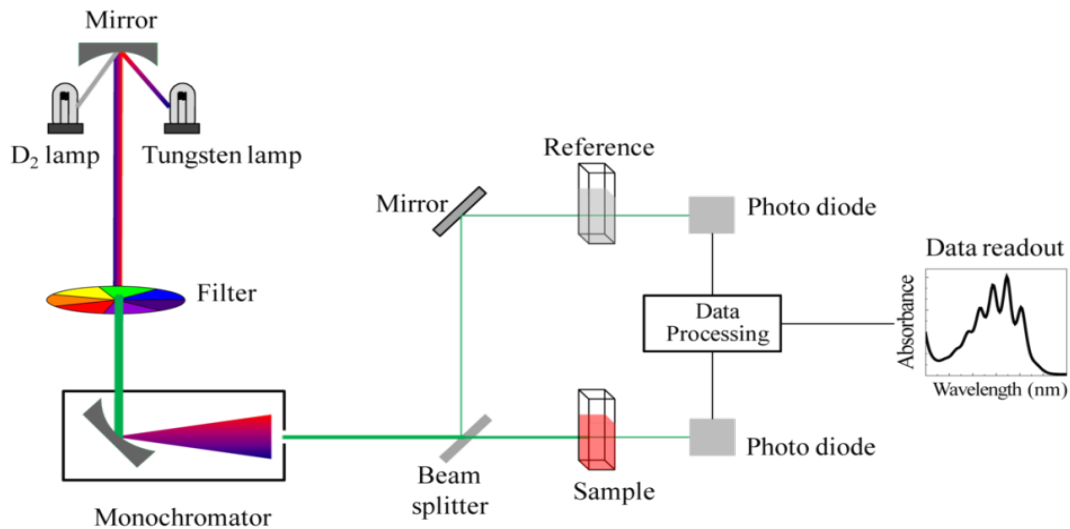 Mirror
D₂ lamp
Tungsten lamp
Filter
Monochromator
Mirror
Beam
splitter
Reference
Sample
Photo diode
Data
Processing
Photo diode
Data readout
Absorbance
Wavelength (nm)